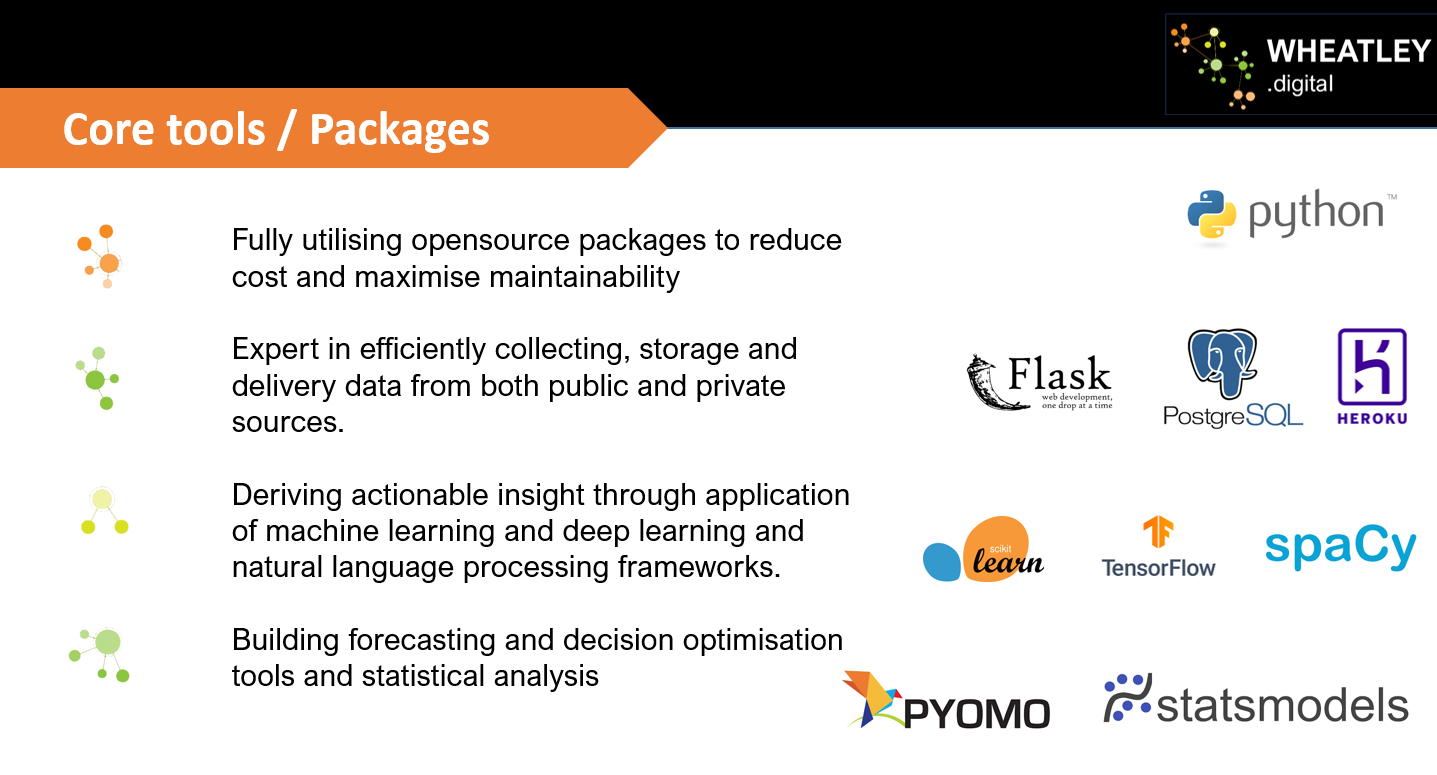 WHEATLEY
.digital
Core tools / Packages
python™
Fully utilising opensource packages to reduce
cost and maximise maintainability
Expert in efficiently collecting, storage and
delivery data from both public and private
sources.
Flask
web development,
one drop at a time
PostgreSQL
HEROKU
Deriving actionable insight through application
of machine learning and deep learning and
natural language processing frameworks.
scikit
learn
TensorFlow
spaCy
Building forecasting and decision optimisation
tools and statistical analysis
PYOMO
statsmodels